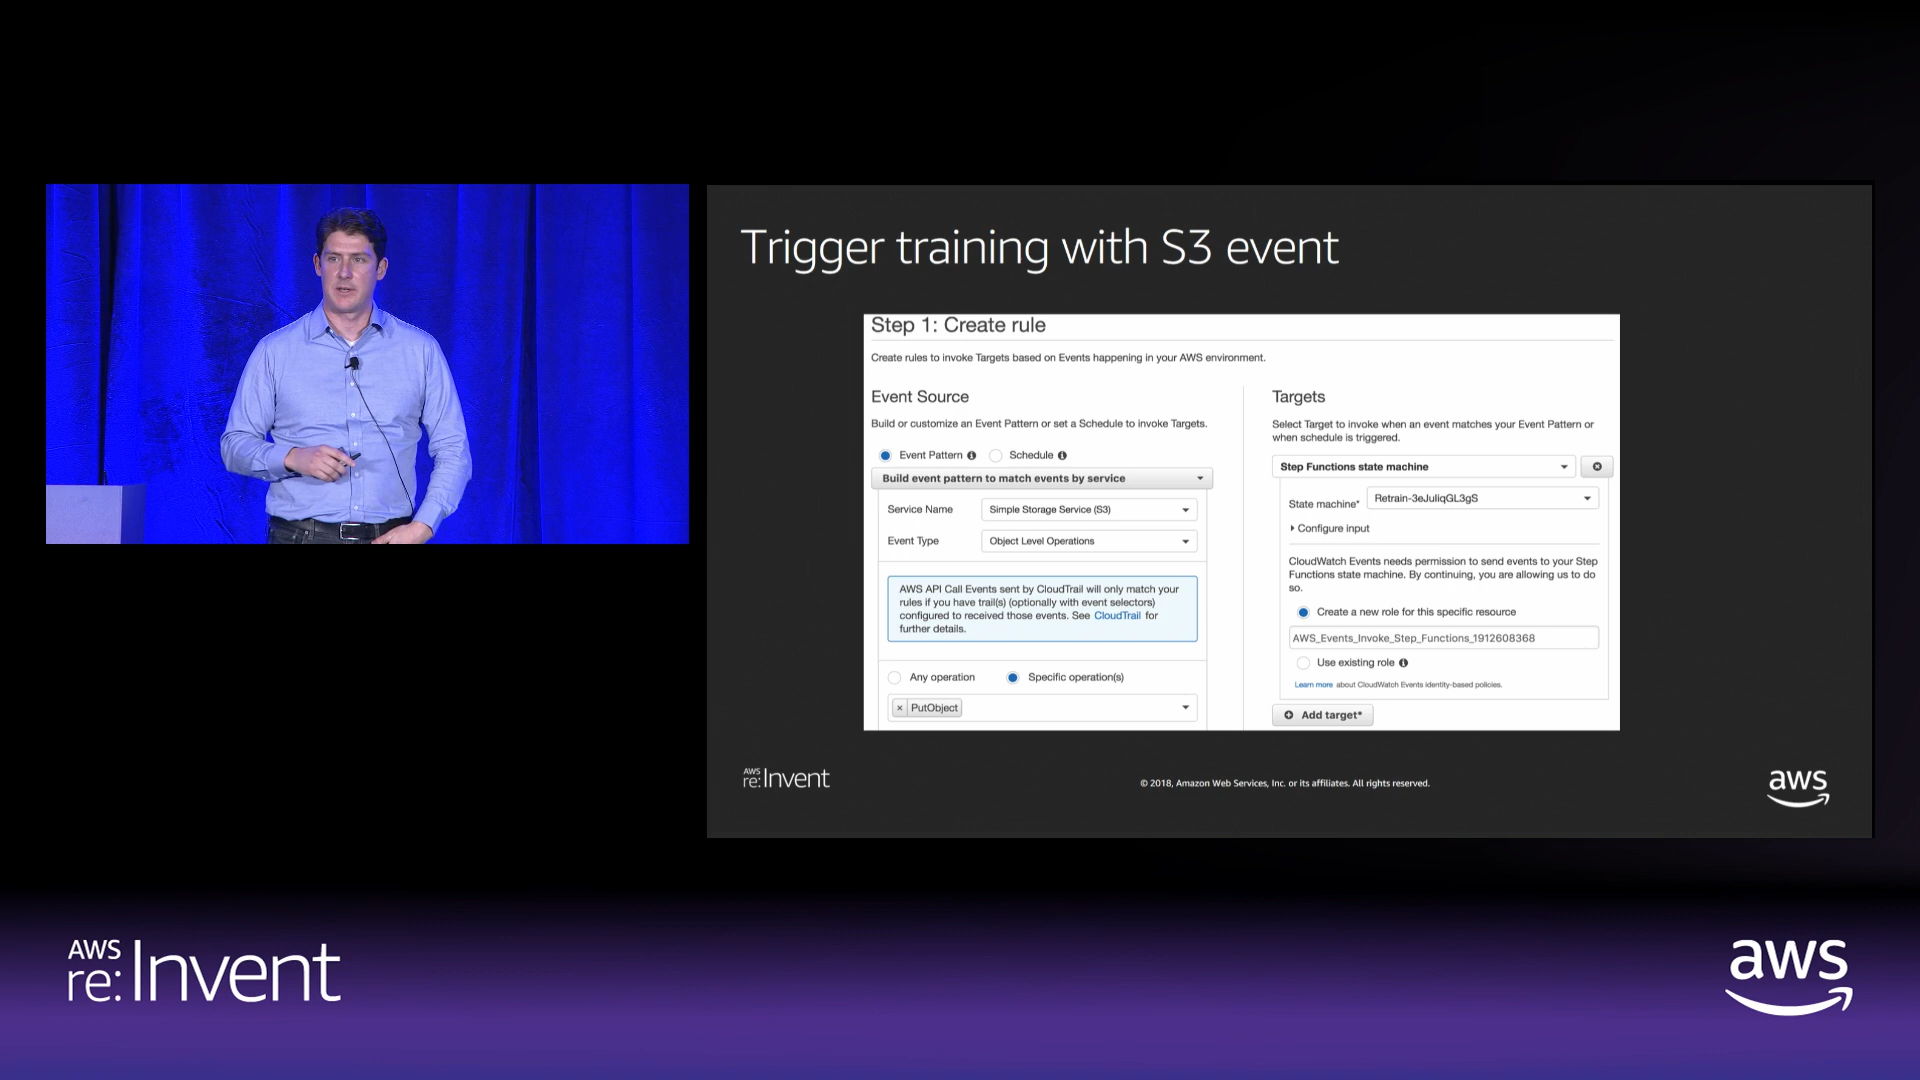 Trigger training with S3 event
Step 1: Create rule
Create rules to invoke Targets based on Events happening in your AWS environment.
Event Source
Build or customize an Event Pattern or set a Schedule to invoke Targets.
Event Pattern
Schedule
Build event pattern to match events by service
Service Name
Simple Storage Service (S3)
Event Type
Object Level Operations
AWS API Call Events sent by CloudTrail will only match your
rules if you have trail(s) (optionally with event selectors)
configured to received those events. See CloudTrail for
further details.
Any operation
Specific operation(s)
× PutObject
Targets
Select Target to invoke when an event matches your Event Pattern or
when schedule is triggered.
Step Functions state machine
State machine*
Retrain-3eJuliqGL3gS
Configure input
CloudWatch Events needs permission to send events to your Step
Functions state machine. By continuing, you are allowing us to do
so.
Create a new role for this specific resource
AWS_Events_Invoke_Step_Functions_1912608368
Use existing role
Learn more about CloudWatch Events identity-based policies.
Add target*
AWS
re:Invent
© 2018, Amazon Web Services, Inc. or its affiliates. All rights reserved.
aws
AWS
re:Invent
aws